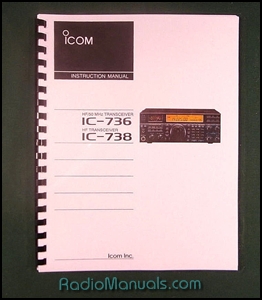 ICOM
INSTRUCTION MANUAL
HF/50 MHz TRANSCEIVER
IC-736
HF TRANSCEIVER
IC-738
Icom Inc.
RadioManuals.com